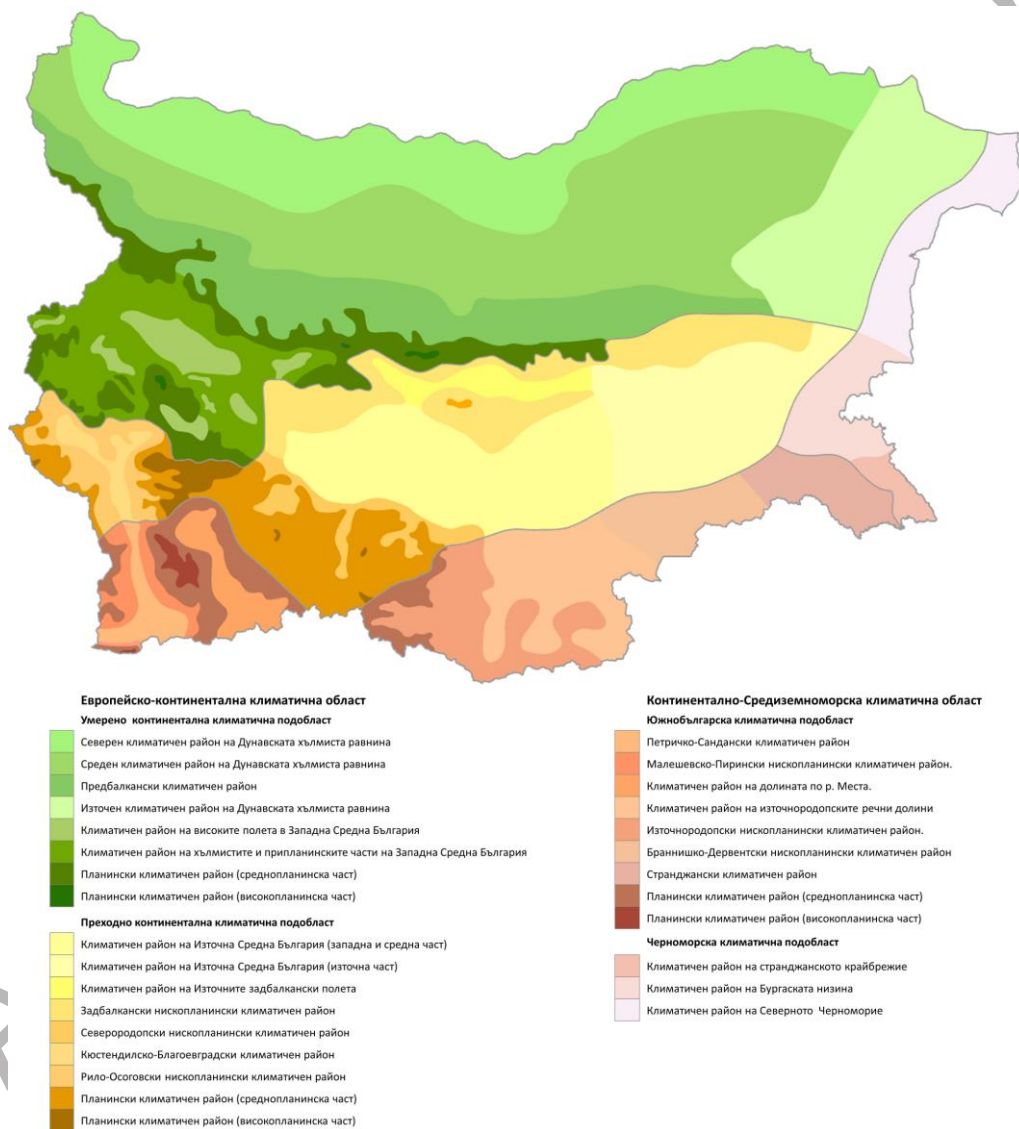 Европейско-континентална климатична област
Умерено континентална климатична подобласт
Северен климатичен район на Дунавската хълмиста равнина
Среден климатичен район на Дунавската хълмиста равнина
Предбалкански климатичен район
Източен климатичен район на Дунавската хълмиста равнина
Климатичен район на високите полета в Западна Средна България
Климатичен район на хълмистите и припланинските части на Западна Средна България
Планински климатичен район (среднопланинска част)
Планински климатичен район (високопланинска част)
Преходно континентална климатична подобласт
Климатичен район на Източна Средна България (западна и средна част)
Климатичен район на Източна Средна България (източна част)
Климатичен район на Източните задбалкански полета
Задбалкански нископланински климатичен район
Северородопски нископланински климатичен район
Кюстендилско-Благоевградски климатичен район
Рило-Осоговски нископланински климатичен район
Планински климатичен район (среднопланинска част)
Планински климатичен район (високопланинска част)
Континентално-Средиземноморска климатична област
Южнобългарска климатична подобласт
Петричко-Сандански климатичен район
Малешевско-Пирински нископланински климатичен район.
Климатичен район на долината по р. Места.
Климатичен район на източнородопските речни долини
Източнородопски нископланински климатичен район.
Браннишко-Дервентски нископланински климатичен район
Странджански климатичен район
Планински климатичен район (среднопланинска част)
Планински климатичен район (високопланинска част)
Черноморска климатична подобласт
Климатичен район на странджанското крайбрежие
Климатичен район на Бургаската низина
Климатичен район на Северното Черноморие